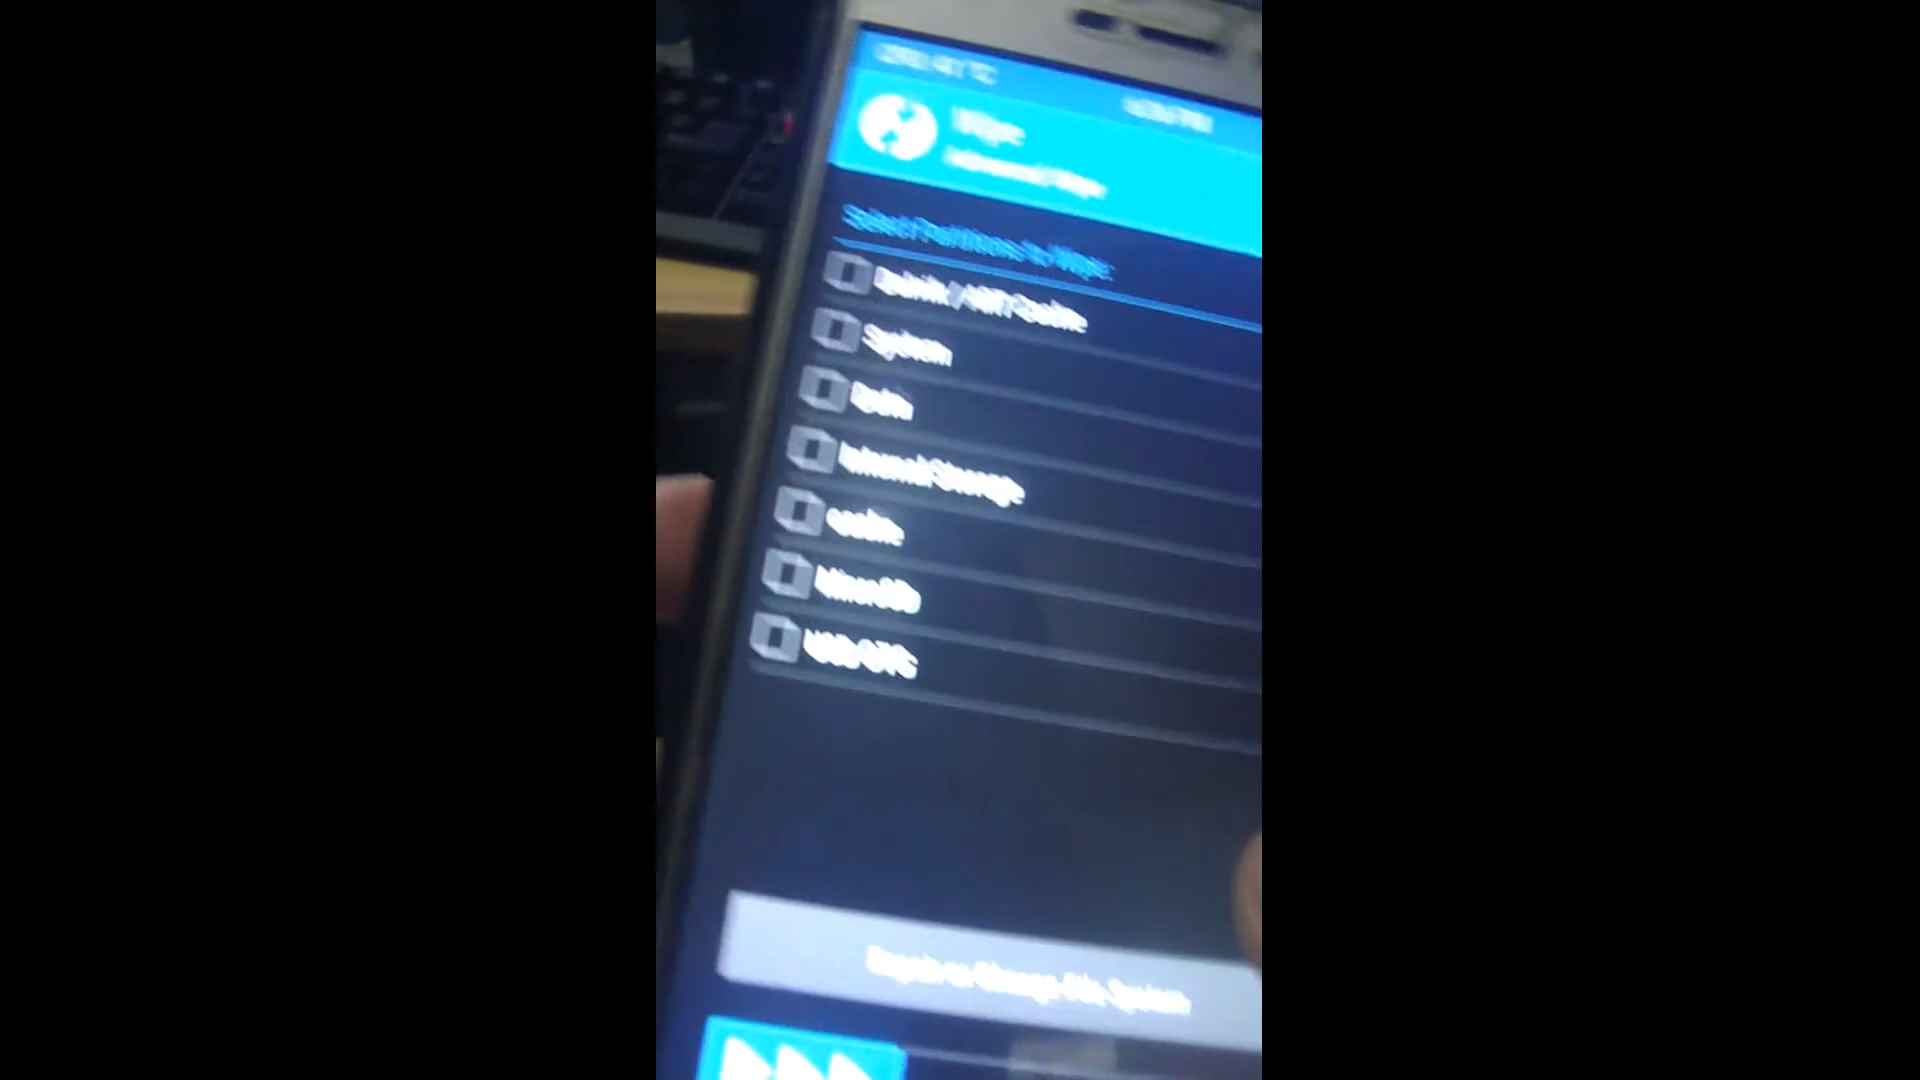 Wipe
Advanced Wipe
Select Partitions to Wipe:
Dalvik / ART Cache
System
Data
Internal Storage
cache
MicroSD
USB OTG
Repair or Change File System